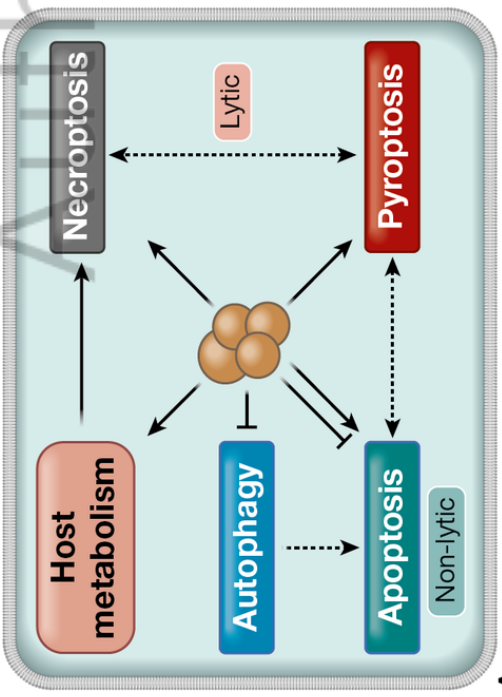 Host
metabolism
Necroptosis
Lytic
Autophagy
Apoptosis
Pyroptosis
Non-lytic